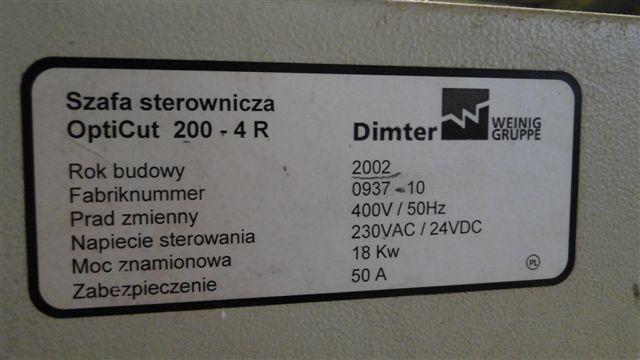 Szafa sterownicza
OptiCut 200 - 4 R
Dimter WEINIG GRUPPE
Rok budowy 2002
Fabriknummer 0937 - 10
Prad zmienny 400V / 50Hz
Napiecie sterowania 230VAC / 24VDC
Moc znamionowa 18 Kw
Zabezpieczenie 50 A
PL